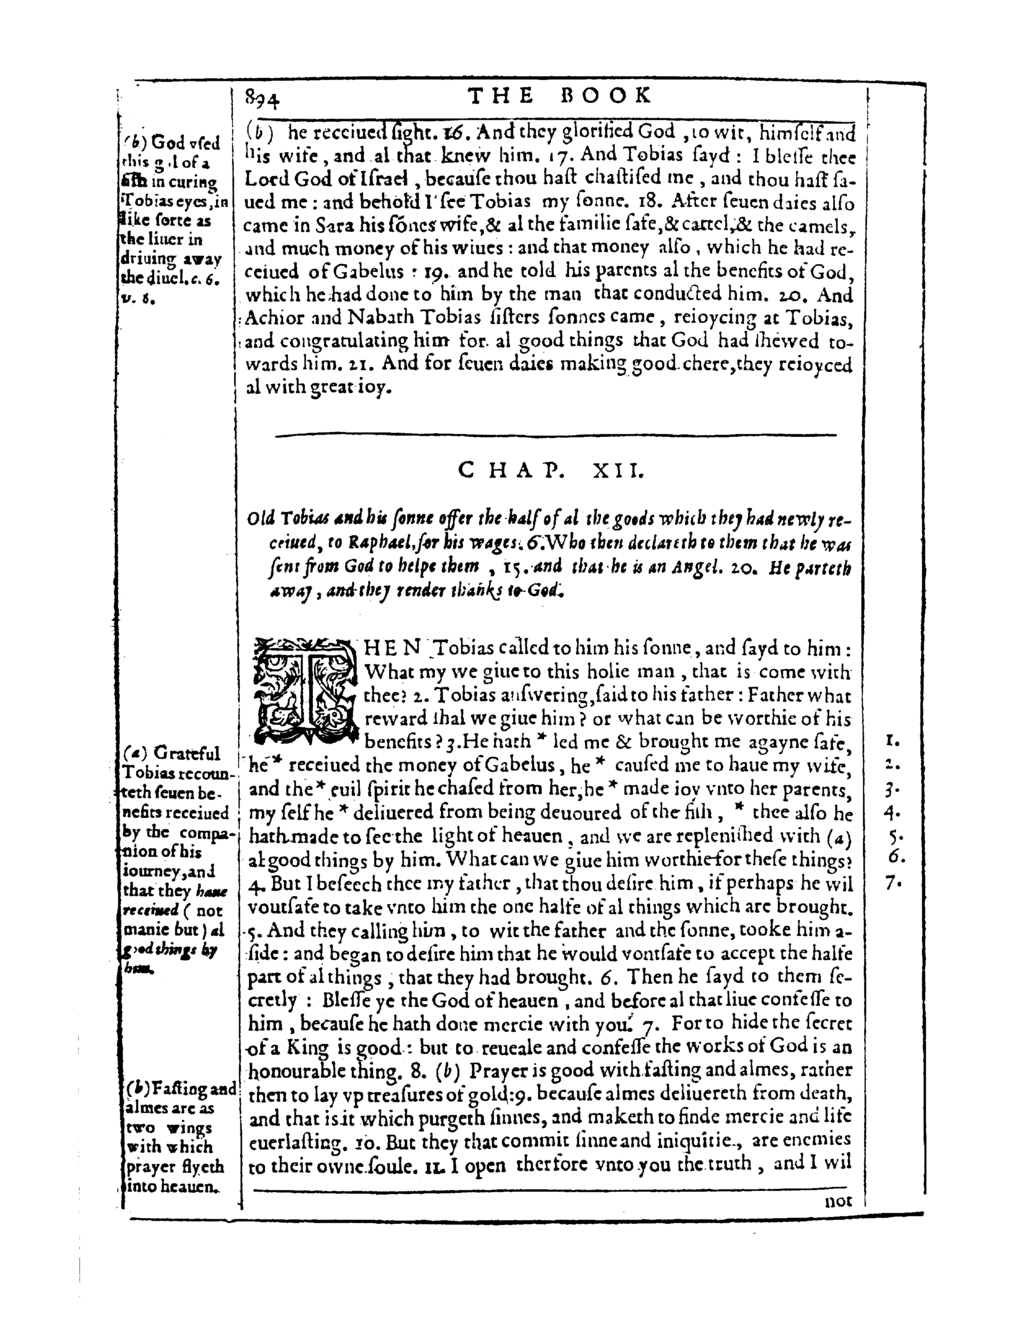 894 THE BOOK
(b) God vſed
this gal of a
fiſh in curing
Tobias eyes, in
like ſorte as
the liuer in
driuing away
the diuel. c. 6.
v. 8.
(b) he receiued ſight. 16. And they glorified God, to wit, himſelf and
his wife, and al that knew him. 17. And Tobias ſayd: I bleſſe thee
Lord God of Iſrael, becauſe thou haſt chaſtiſed me, and thou haſt ſa-
ued me: and behold I ſee Tobias my ſonne. 18. After ſeuen daies alſo
came in Sara his ſones wife, & al the familie ſafe, & cattel, & the camels,
and much money of his wiues: and that money alſo, which he had re-
ceiued of Gabelus: 19. and he told his parents al the benefits of God,
which he had done to him by the man that conducted him. 20. And
Achior and Nabath Tobias ſiſters ſonnes came, reioycing at Tobias,
and congratulating him for al good things that God had ſhewed to-
wards him. 21. And for ſeuen daies making good chere, they reioyced
al with great ioy.
CHAP. XII.
Old Tobias and his ſonne offer the half of al the goods which they had newly re-
ceiued, to Raphael, for his wages. 6. Who then declareth to them that he was
ſent from God to helpe them, 15. and that he is an Angel. 20. He parteth
away, and they render thanks to God.
THEN Tobias called to him his ſonne, and ſayd to him:
What my we giue to this holie man, that is come with
thee? 2. Tobias anſwering, ſaid to his father: Father what
reward ſhal we giue him? or what can be worthie of his
benefits? 3. He hath * led me & brought me agayne ſafe,
he * receiued the money of Gabelus, he * cauſed me to haue my wife,
and the * euil ſpirit he chaſed from her, he * made ioy vnto her parents,
my ſelf he * deliuered from being deuoured of the fiſh, * thee alſo he
hath made to ſee the light of heauen, and we are repleniſhed with (a)
al good things by him. What can we giue him worthie for theſe things?
4. But I beſeech thee my father, that thou deſire him, if perhaps he wil
voutſafe to take vnto him the one halfe of al things which are brought.
5. And they calling him, to wit the father and the ſonne, tooke him a-
ſide: and began to deſire him that he would vontſafe to accept the halfe
part of al things, that they had brought. 6. Then he ſayd to them ſe-
cretly: Bleſſe ye the God of heauen, and before al that liue confeſſe to
him, becauſe he hath done mercie with you. 7. For to hide the ſecret
of a King is good: but to reueale and confeſſe the works of God is an
honourable thing. 8. (b) Prayer is good with faſting and almes, rather
then to lay vp treaſures of gold: 9. becauſe almes deliuereth from death,
and that is it which purgeth ſinnes, and maketh to finde mercie and life
euerlaſting. 10. But they that commit ſinne and iniquitie, are enemies
to their owne ſoule. 11. I open therfore vnto you the truth, and I wil
not
(a) Grateful
Tobias recoun-
teth ſeuen be-
nefits receiued
by the compa-
nion of his
iourney, and
that they haue
receiued (not
manie but) al
good things by
him.
(b) Faſting and
almes are as
two wings
with which
prayer flyeth
into heauen.
1.
2.
3.
4.
5.
6.
7.